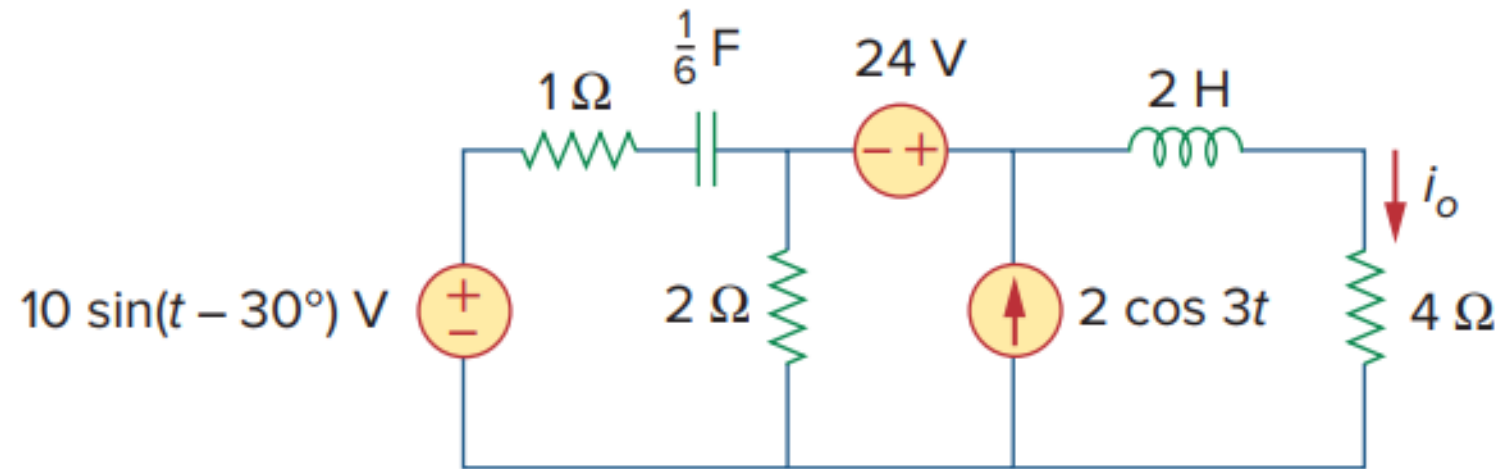 1 Ω
1/6 F
24 V
2 H
− +
i_o
10 sin(t – 30°) V
+
−
2 Ω
2 cos 3t
4 Ω